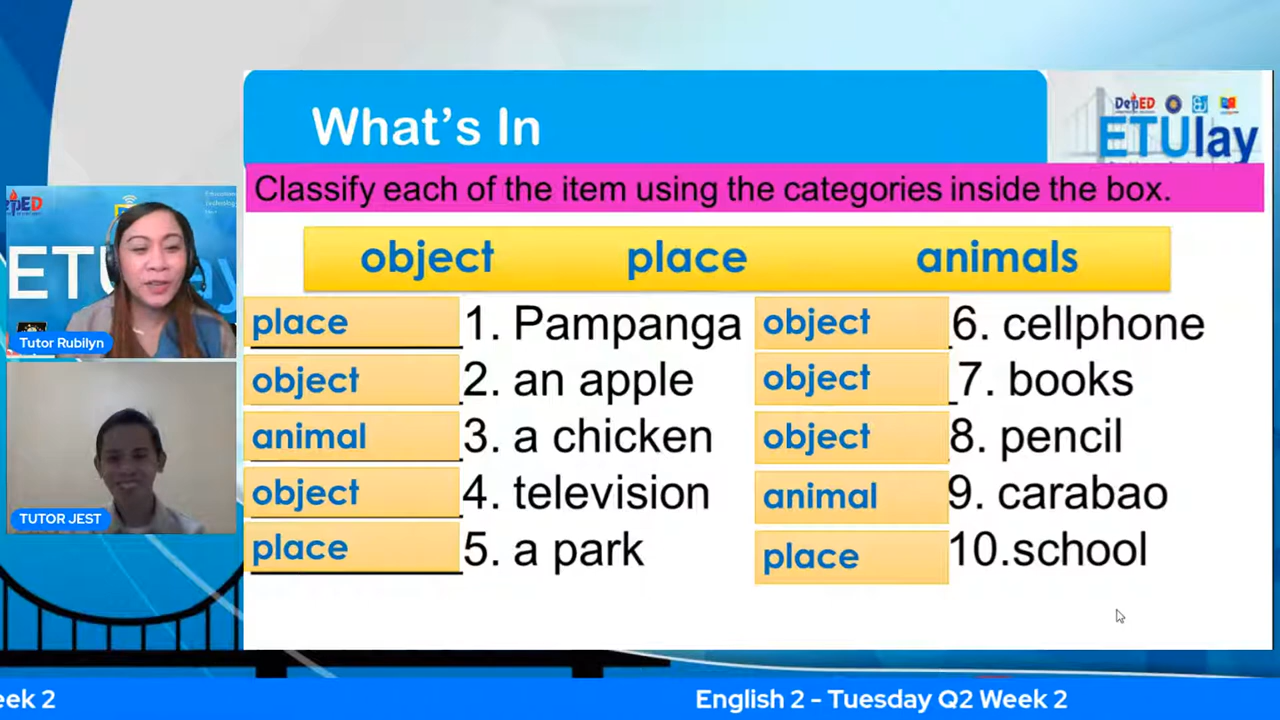 What's In
DepED
ETUlay
Classify each of the item using the categories inside the box.
object place animals
place 1. Pampanga
object 2. an apple
animal 3. a chicken
object 4. television
place 5. a park
object 6. cellphone
object 7. books
object 8. pencil
animal 9. carabao
place 10.school
epED
ET
Tutor Rubilyn
TUTOR JEST
eek 2
English 2 - Tuesday Q2 Week 2